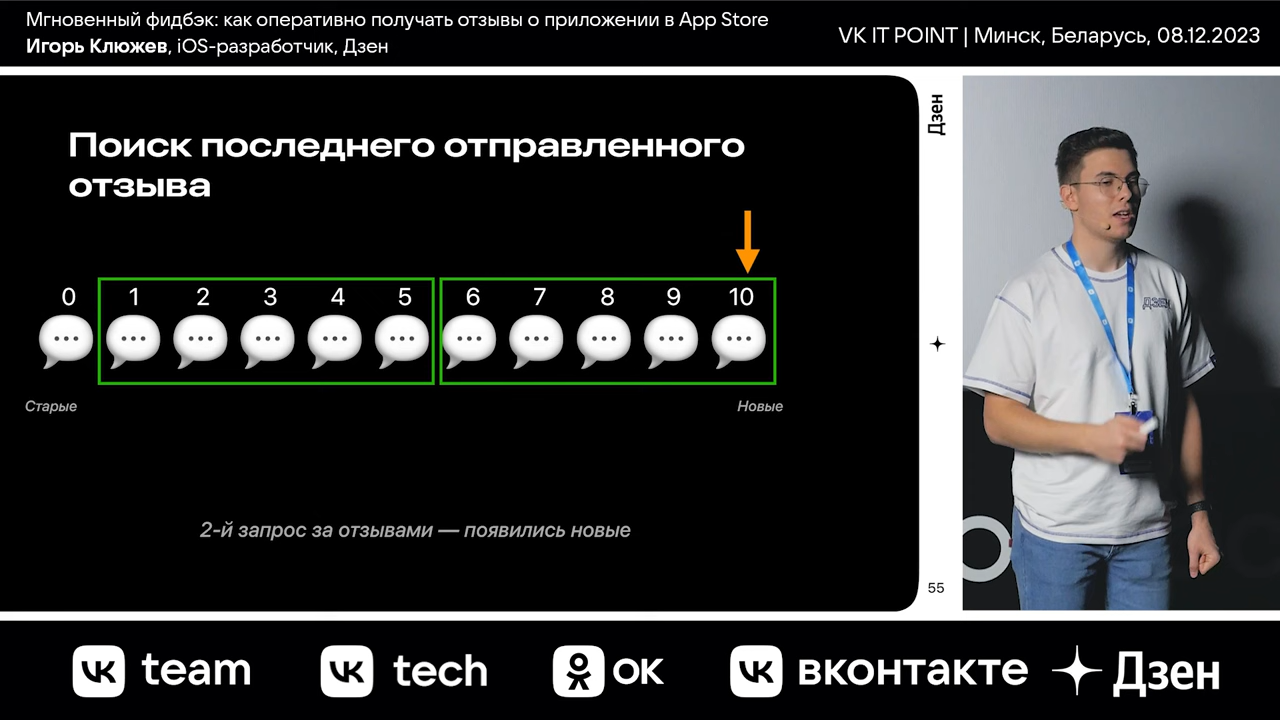 Мгновенный фидбэк: как оперативно получать отзывы о приложении в App Store
Игорь Клюжев, iOS-разработчик, Дзен
VK IT POINT | Минск, Беларусь, 08.12.2023
Поиск последнего отправленного
отзыва
0 1 2 3 4 5 6 7 8 9 10
Старые
Новые
2-й запрос за отзывами — появились новые
Дзен
55
ДЗЕН
team
tech
ок
вконтакте
Дзен